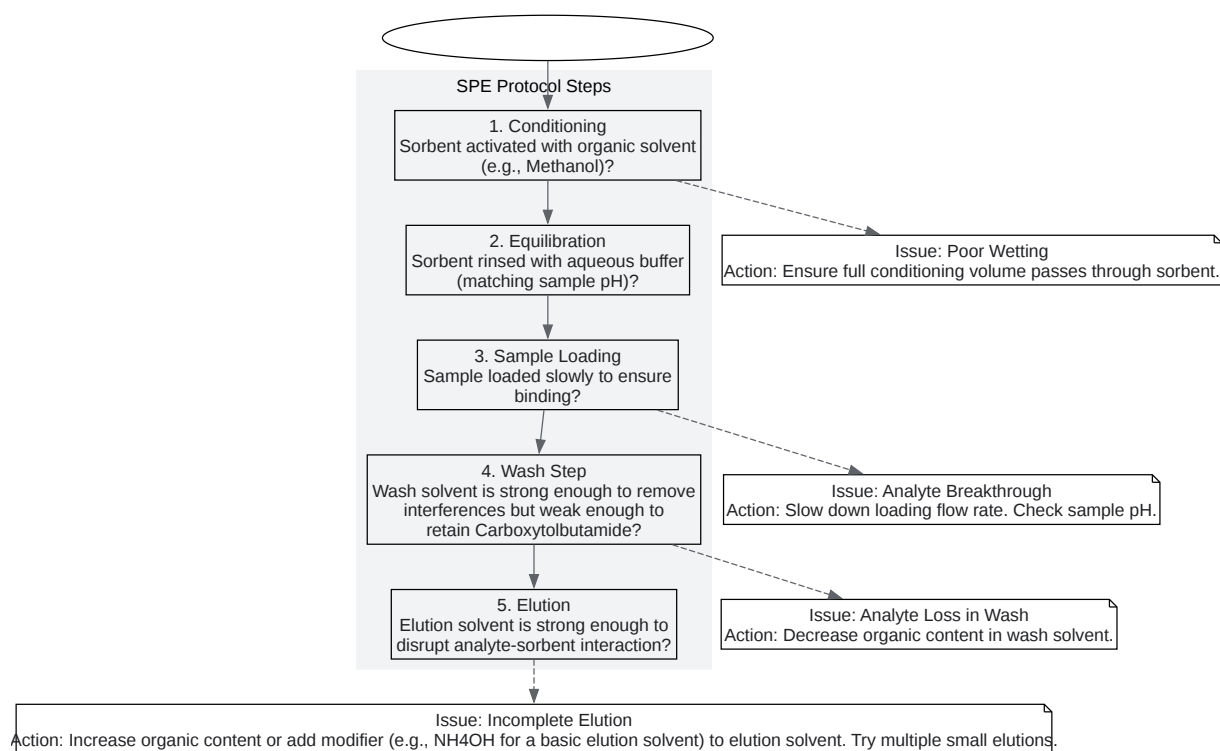 SPE Protocol Steps
1. Conditioning
Sorbent activated with organic solvent
(e.g., Methanol)?
2. Equilibration
Sorbent rinsed with aqueous buffer
(matching sample pH)?
Issue: Poor Wetting
Action: Ensure full conditioning volume passes through sorbent.
3. Sample Loading
Sample loaded slowly to ensure
binding?
4. Wash Step
Wash solvent is strong enough to remove
interferences but weak enough to
retain Carboxytolbutamide?
Issue: Analyte Breakthrough
Action: Slow down loading flow rate. Check sample pH.
5. Elution
Elution solvent is strong enough to
disrupt analyte-sorbent interaction?
Issue: Analyte Loss in Wash
Action: Decrease organic content in wash solvent.
Issue: Incomplete Elution
Action: Increase organic content or add modifier (e.g., NH4OH for a basic elution solvent) to elution solvent. Try multiple small elutions.